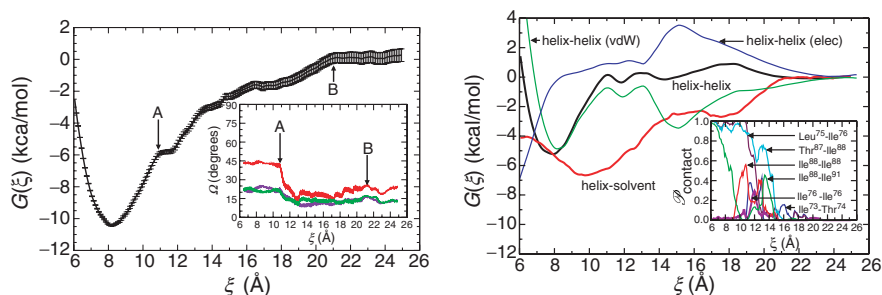 2
0
−2
−4
−6
−8
−10
−12
G(ξ) (kcal/mol)
A
B
90
75
60
45
30
15
0
Ω (degrees)
A
B
6 8 10 12 14 16 18 20 22 24 26
ξ (Å)
6 8 10 12 14 16 18 20 22 24 26
ξ (Å)
4
2
0
−2
−4
−6
−8
−10
−12
G(ξ) (kcal/mol)
helix-helix (vdW)
helix-helix (elec)
helix-helix
helix-solvent
1.0
0.8
0.6
0.4
0.2
0.0
𝒫contact
Leu75-Ile76
Thr87-Ile88
Ile88-Ile88
Ile88-Ile91
Ile76-Ile76
Ile73-Thr74
6 8 10 12 14 16 18 20 22 24 26
ξ (Å)
6 8 10 12 14 16 18 20 22 24 26
ξ (Å)